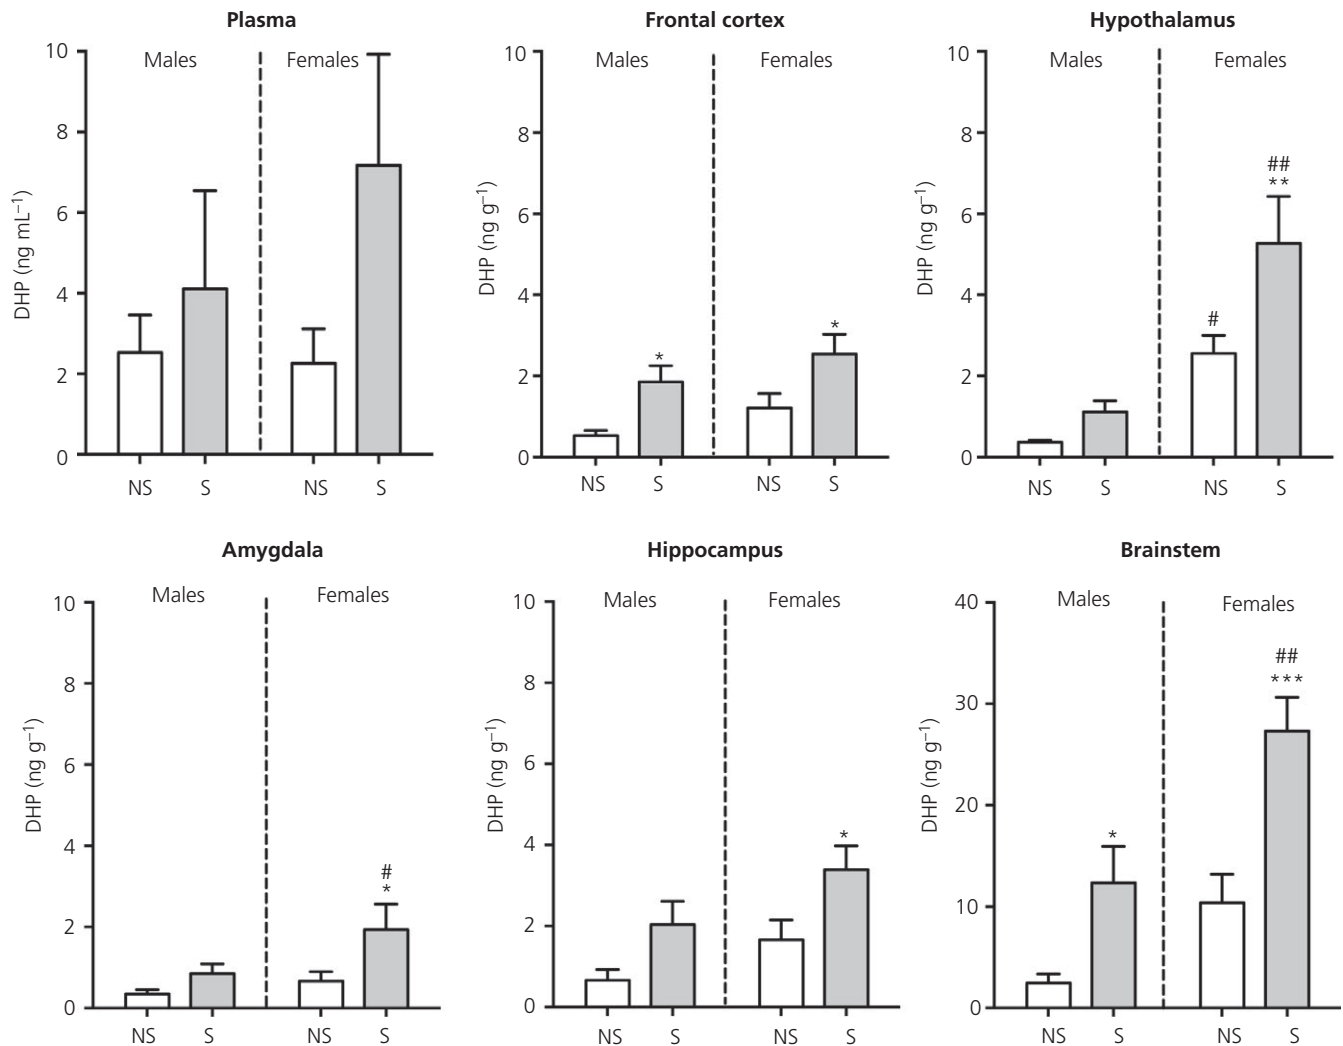 Plasma
Males
Females
DHP (ng mL⁻¹)
10
8
6
4
2
0
NS
S
NS
S
Frontal cortex
Males
Females
DHP (ng g⁻¹)
10
8
6
4
2
0
*
*
NS
S
NS
S
Hypothalamus
Males
Females
DHP (ng g⁻¹)
10
8
6
4
2
0
#
##
**
NS
S
NS
S
Amygdala
Males
Females
DHP (ng g⁻¹)
10
8
6
4
2
0
#
*
NS
S
NS
S
Hippocampus
Males
Females
DHP (ng g⁻¹)
10
8
6
4
2
0
*
NS
S
NS
S
Brainstem
Males
Females
DHP (ng g⁻¹)
40
30
20
10
0
*
##
***
NS
S
NS
S